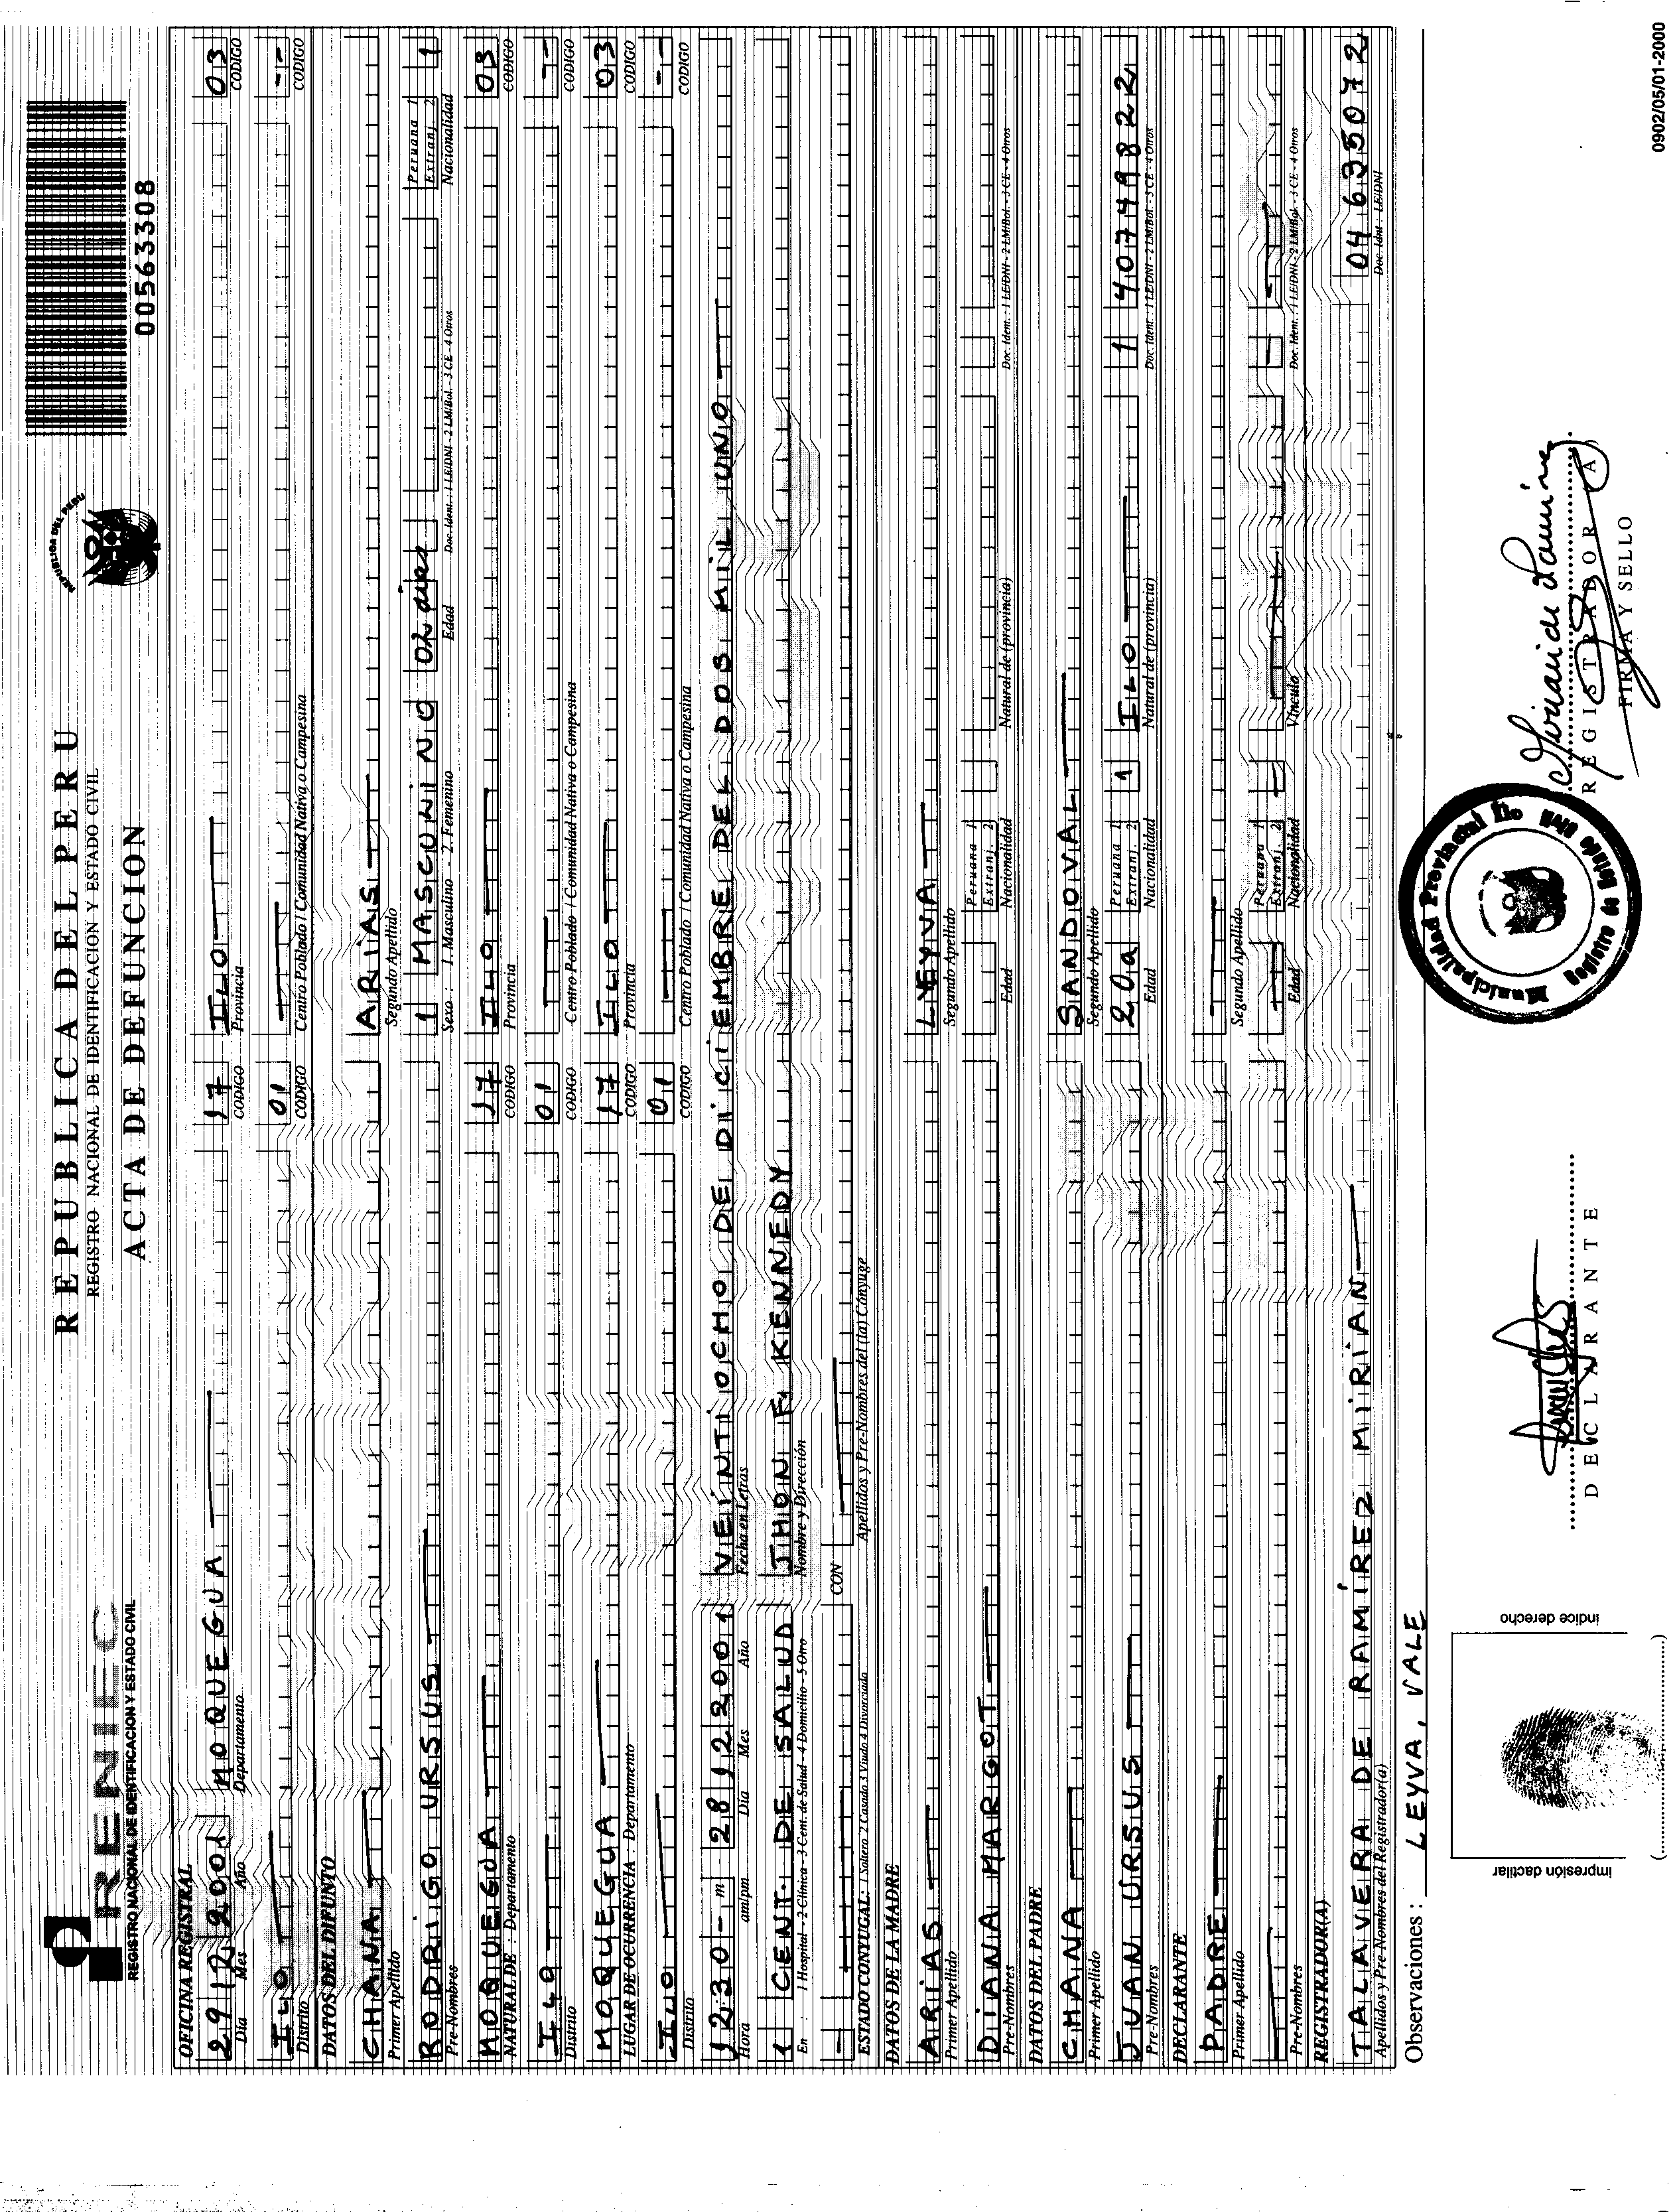 RENIEC
REGISTRO NACIONAL DE IDENTIFICACION Y ESTADO CIVIL
REPUBLICA DEL PERU
REGISTRO NACIONAL DE IDENTIFICACION Y ESTADO CIVIL
ACTA DE DEFUNCION
REPUBLICA DEL PERU
00563308
OFICINA REGISTRAL
29 12 2001 MOQUEGUA 17 ILO 03
Día Mes Año Departamento CODIGO Provincia CODIGO
ILO 01 --
Distrito CODIGO Centro Poblado / Comunidad Nativa o Campesina CODIGO
DATOS DEL DIFUNTO
CHANA ARIAS
Primer Apellido Segundo Apellido
RODRIGO URSUS 1 MASCULINO 02 dias Peruana 1 Extranj. 2 1
Pre-Nombres Sexo : 1. Masculino - 2. Femenino Edad Doc. Ident.: 1 LE/DNI - 2 LM/Bol. - 3 CE - 4 Otros Nacionalidad
MOQUEGUA 17 ILO 03
NATURAL DE : Departamento CODIGO Provincia CODIGO
ILO 01 --
Distrito CODIGO Centro Poblado / Comunidad Nativa o Campesina CODIGO
MOQUEGUA 17 ILO 03
LUGAR DE OCURRENCIA : Departamento CODIGO Provincia CODIGO
ILO 01 --
Distrito CODIGO Centro Poblado / Comunidad Nativa o Campesina CODIGO
12:30 - m 28 12 2001 VEINTIOCHO DE DICIEMBRE DEL DOS MIL UNO
Hora am/pm Día Mes Año Fecha en Letras
1 CENT. DE SALUD JHON F. KENNEDY
En : 1 Hospital - 2 Clínica - 3 Cent. de Salud - 4 Domicilio - 5 Otro Nombre y Dirección
- CON
ESTADO CONYUGAL: 1 Soltero 2 Casado 3 Viudo 4 Divorciado Apellidos y Pre-Nombres del (la) Cónyuge
DATOS DE LA MADRE
ARIAS LEYVA
Primer Apellido Segundo Apellido
DIANA MARGOT Peruana 1 Extranj. 2
Pre-Nombres Edad Nacionalidad Natural de (provincia) Doc. Ident. : 1 LE/DNI - 2 LM/Bol. - 3 CE - 4 Otros
DATOS DEL PADRE
CHANA SANDOVAL
Primer Apellido Segundo Apellido
JUAN URSUS 20a Peruana 1 Extranj. 2 1 ILO 1 40749822
Pre-Nombres Edad Nacionalidad Natural de (provincia) Doc. Ident. : 1 LE/DNI - 2 LM/Bol. - 3 CE - 4 Otros
DECLARANTE
PADRE
Primer Apellido Segundo Apellido
Peruana 1 Extranj. 2
Pre-Nombres Edad Nacionalidad Vínculo Doc. Ident. : 1 LE/DNI - 2 LM/Bol. - 3 CE - 4 Otros
REGISTRADOR(A)
TALAVERA DE RAMÍREZ MIRIAN 04635072
Apellidos y Pre-Nombres del Registrador(a) Doc. Idnt : LE/DNI
Observaciones : LEYVA, VALE
impresión dactilar
indice derecho
DECLARANTE
Municipalidad Provincial Ilo
Registro de Estado Civil
REGISTRADOR (A)
FIRMA Y SELLO
0902/05/01-2000